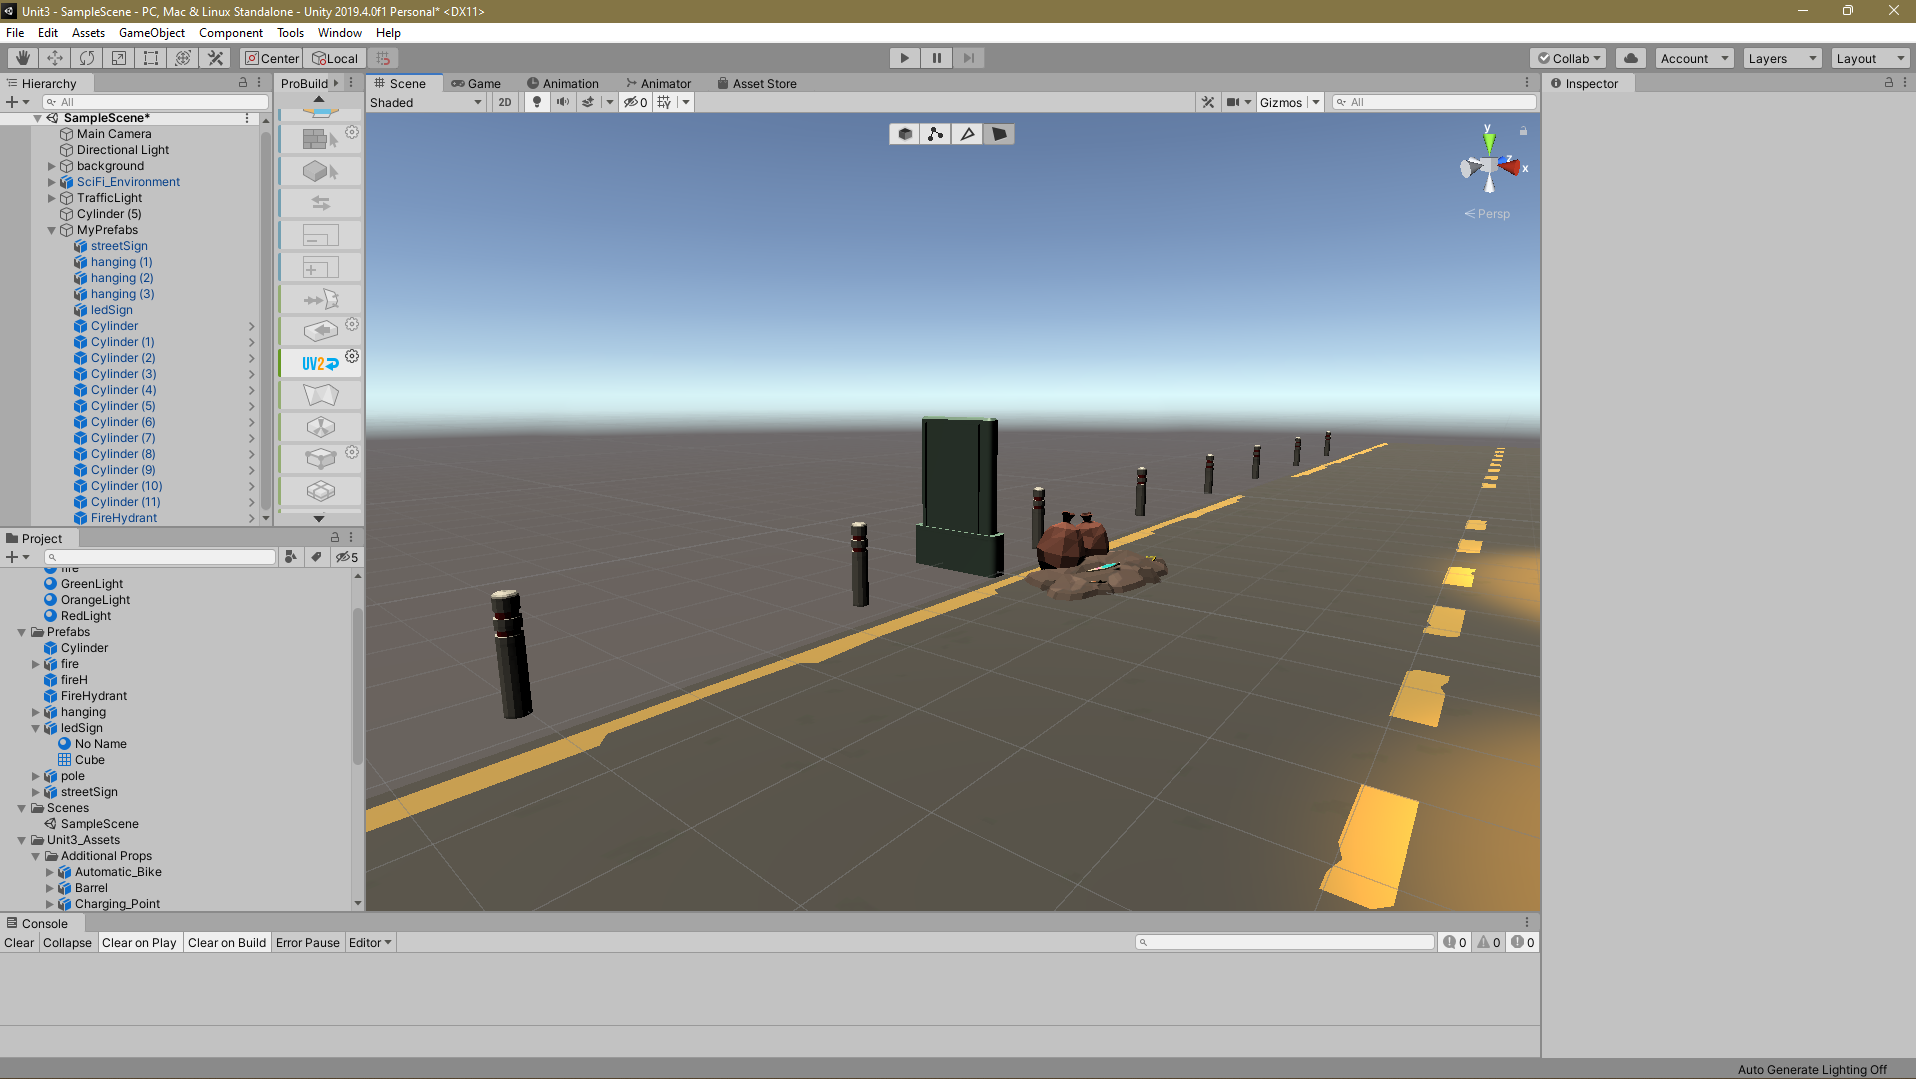 Unit3 - SampleScene - PC, Mac & Linux Standalone - Unity 2019.4.0f1 Personal* <DX11>
File Edit Assets GameObject Component Tools Window Help
Center Local Collab Account Layers Layout
Hierarchy
All
SampleScene*
Main Camera
Directional Light
background
SciFi_Environment
TrafficLight
Cylinder (5)
MyPrefabs
streetSign
hanging (1)
hanging (2)
hanging (3)
ledSign
Cylinder
Cylinder (1)
Cylinder (2)
Cylinder (3)
Cylinder (4)
Cylinder (5)
Cylinder (6)
Cylinder (7)
Cylinder (8)
Cylinder (9)
Cylinder (10)
Cylinder (11)
FireHydrant
ProBuild
UV2
Scene Game Animation Animator Asset Store
Shaded 2D 0 Gizmos All
y
z
x
Persp
Inspector
Project
5
fire
GreenLight
OrangeLight
RedLight
Prefabs
Cylinder
fire
fireH
FireHydrant
hanging
ledSign
No Name
Cube
pole
streetSign
Scenes
SampleScene
Unit3_Assets
Additional Props
Automatic_Bike
Barrel
Charging_Point
Console
Clear Collapse Clear on Play Clear on Build Error Pause Editor 0 0 0
Auto Generate Lighting Off